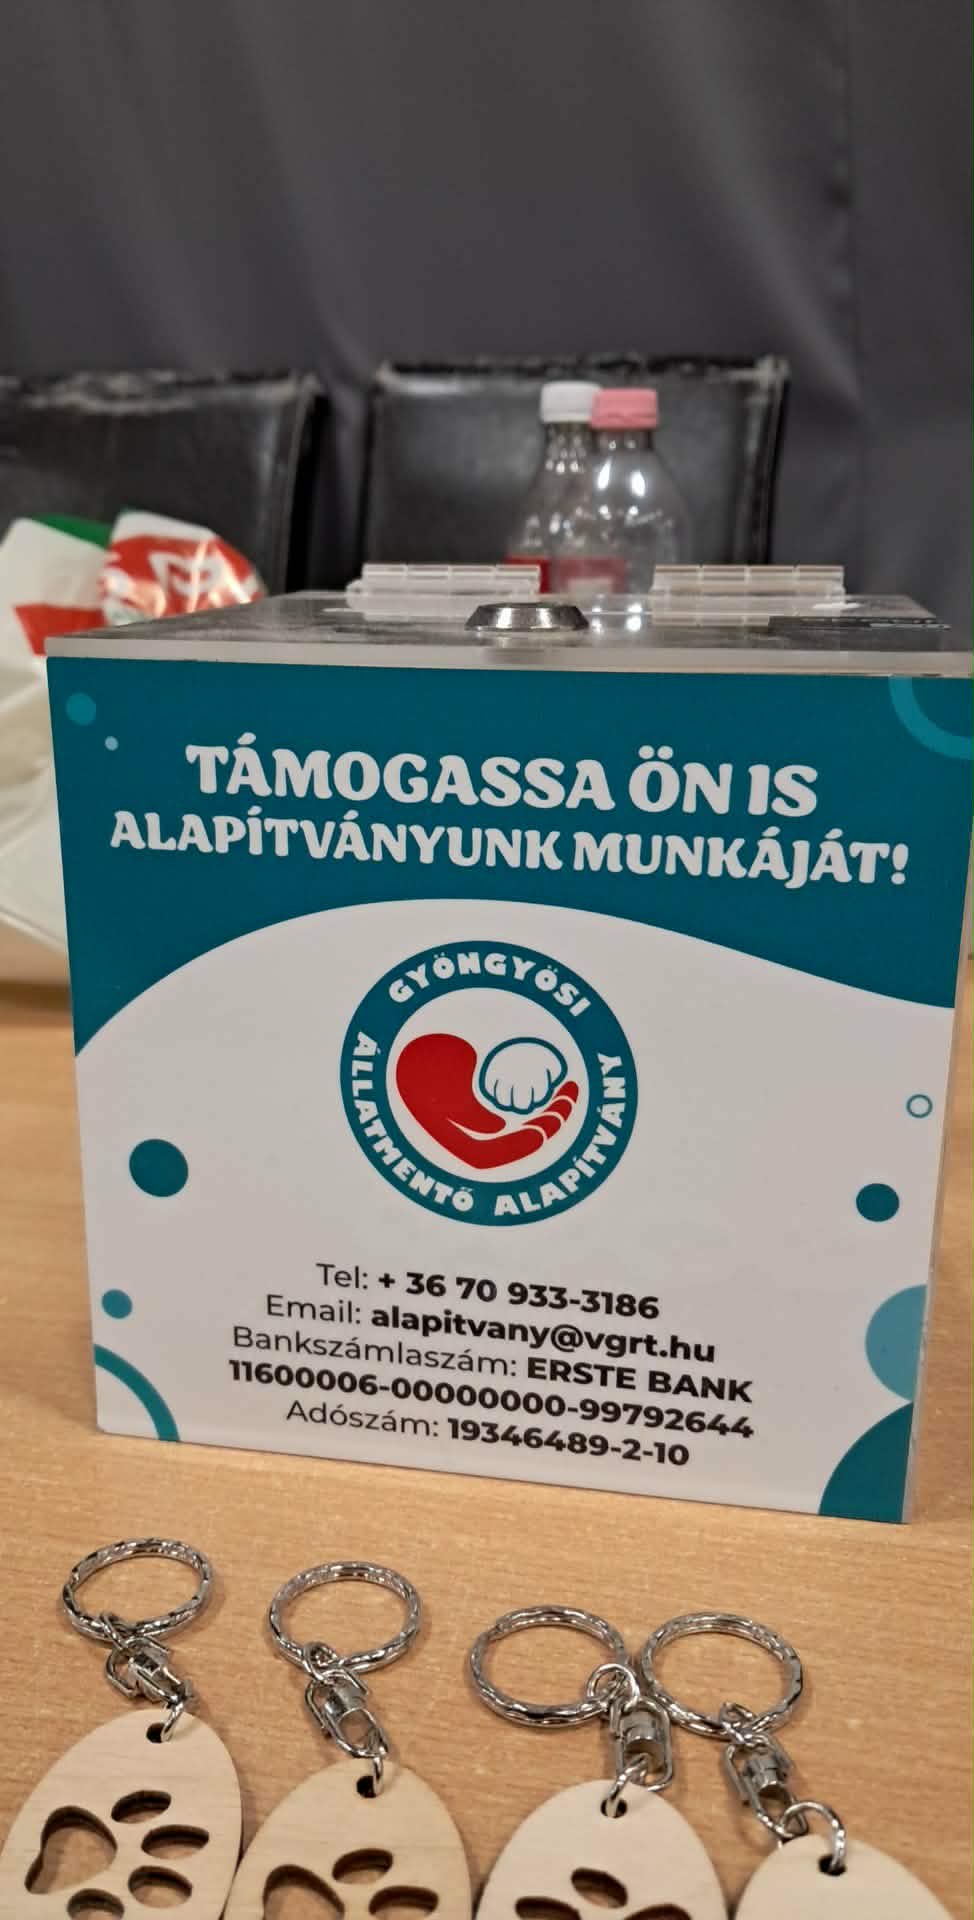 TÁMOGASSA ÖN IS
ALAPÍTVÁNYUNK MUNKÁJÁT!
GYÖNGYÖSI
ÁLLATMENTŐ ALAPÍTVÁNY
Tel: + 36 70 933-3186
Email: alapitvany@vgrt.hu
Bankszámlaszám: ERSTE BANK
11600006-00000000-99792644
Adószám: 19346489-2-10